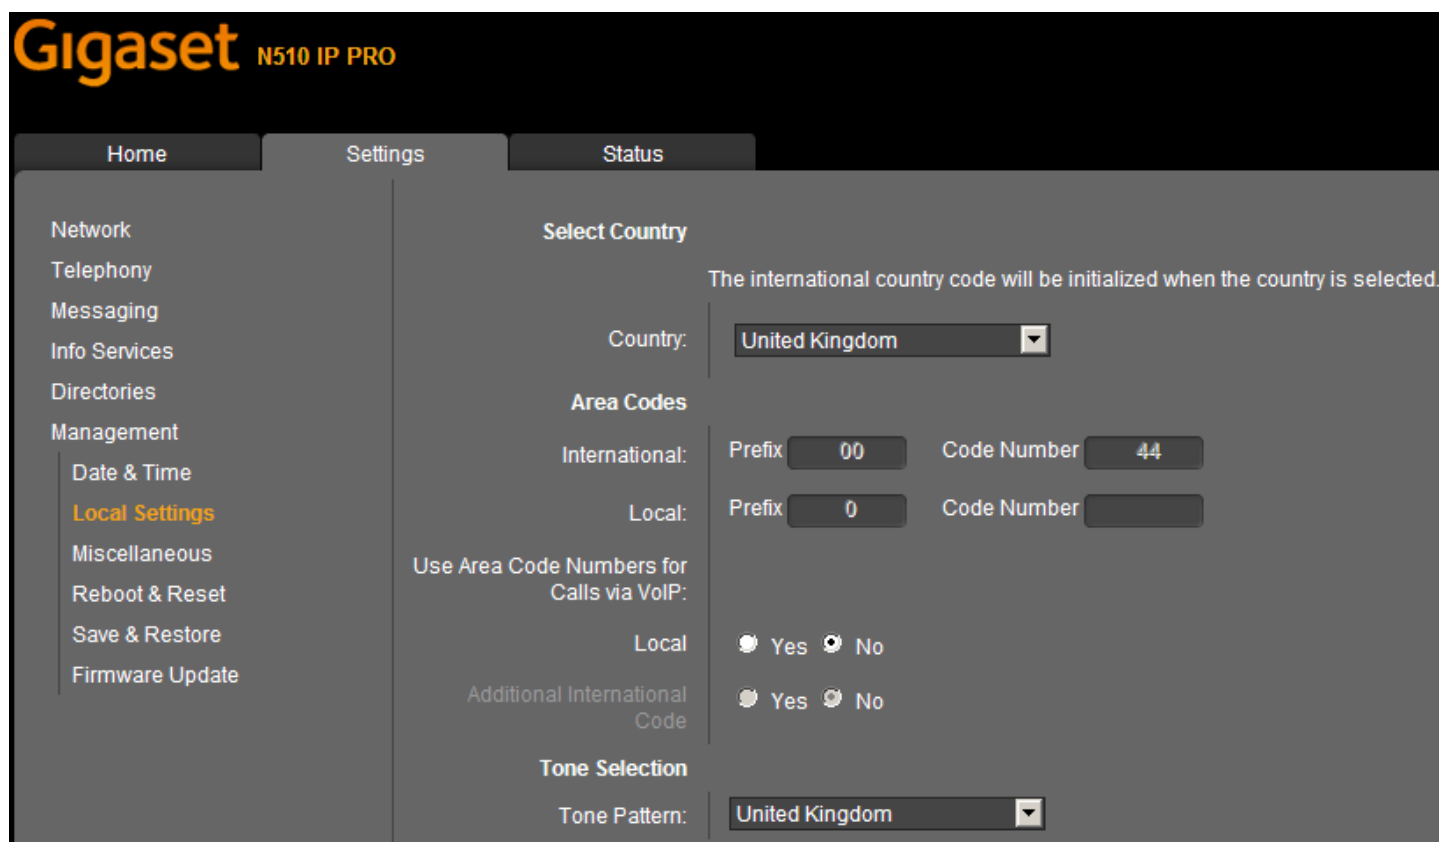 Gigaset N510 IP PRO
Home Settings Status
Network
Telephony
Messaging
Info Services
Directories
Management
Date & Time
Local Settings
Miscellaneous
Reboot & Reset
Save & Restore
Firmware Update
Select Country
The international country code will be initialized when the country is selected.
Country: United Kingdom
Area Codes
International: Prefix 00 Code Number 44
Local: Prefix 0 Code Number
Use Area Code Numbers for
Calls via VoIP:
Local Yes No
Additional International
Code Yes No
Tone Selection
Tone Pattern: United Kingdom